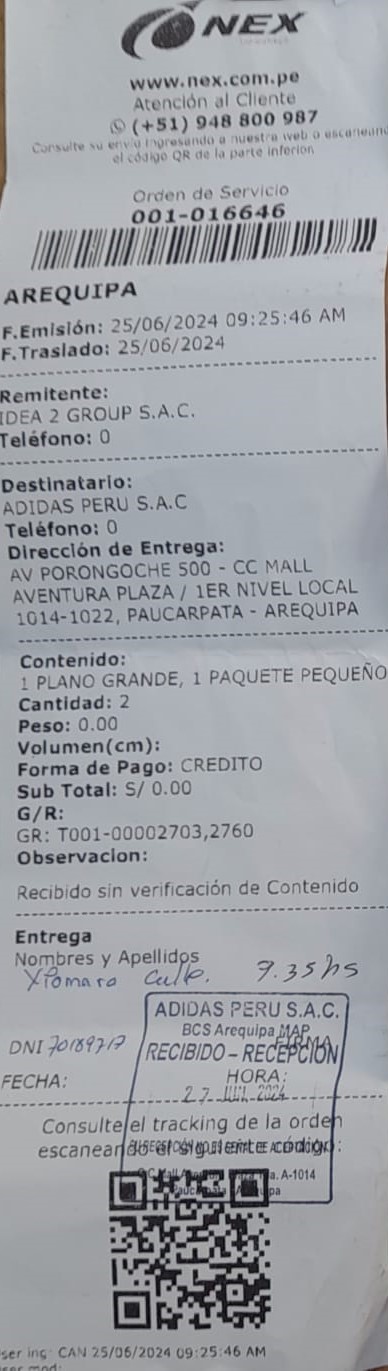 NEX
www.nex.com.pe
Atención al Cliente
(+51) 948 800 987
Consulte su envío ingresando a nuestra web o escaneando
el código QR de la parte inferior
Orden de Servicio
001-016646
AREQUIPA
F.Emisión: 25/06/2024 09:25:46 AM
F.Traslado: 25/06/2024
Remitente:
IDEA 2 GROUP S.A.C.
Teléfono: 0
Destinatario:
ADIDAS PERU S.A.C
Teléfono: 0
Dirección de Entrega:
AV PORONGOCHE 500 - CC MALL
AVENTURA PLAZA / 1ER NIVEL LOCAL
1014-1022, PAUCARPATA - AREQUIPA
Contenido:
1 PLANO GRANDE, 1 PAQUETE PEQUEÑO
Cantidad: 2
Peso: 0.00
Volumen(cm):
Forma de Pago: CREDITO
Sub Total: S/ 0.00
G/R:
GR: T001-00002703,2760
Observacion:
Recibido sin verificación de Contenido
Entrega
Nombres y Apellidos
9.35hs
ADIDAS PERU S.A.C.
BCS Arequipa MAP
FIRMA
DNI 70189717
RECIBIDO – RECEPCIÓN
FECHA:
HORA:
27 2024
Consulte el tracking de la orden
escaneando el siguiente código:
A-1014
ser ing: CAN 25/06/2024 09:25:46 AM